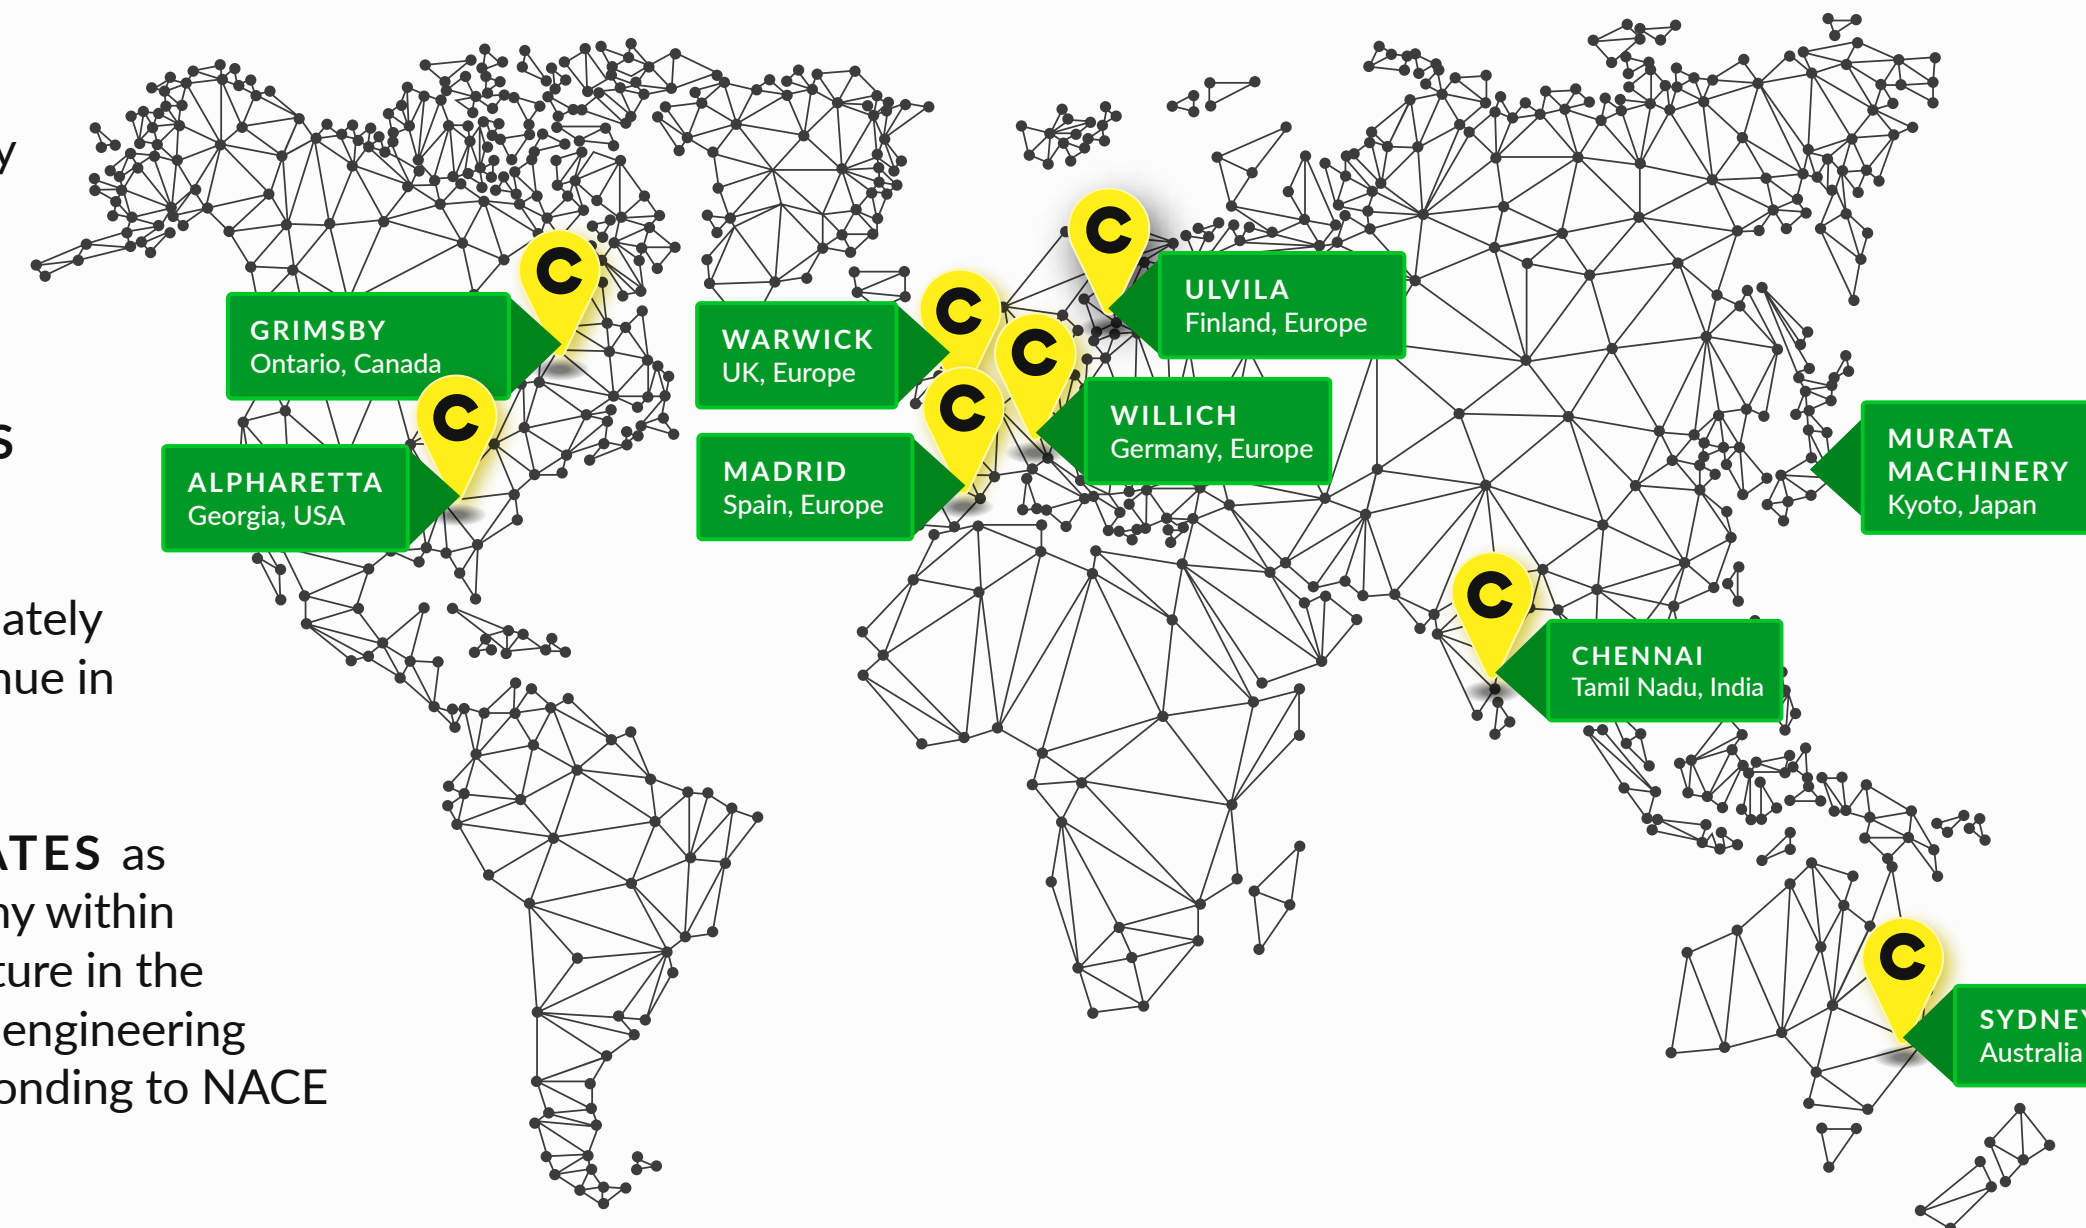 y
s
ately
nue in
ATES as
ny within
ture in the
engineering
onding to NACE
GRIMSBY
Ontario, Canada
ALPHARETTA
Georgia, USA
WARWICK
UK, Europe
MADRID
Spain, Europe
ULVILA
Finland, Europe
WILLICH
Germany, Europe
MURATA
MACHINERY
Kyoto, Japan
CHENNAI
Tamil Nadu, India
SYDNEY
Australia
C
C
C
C
C
C
C
C